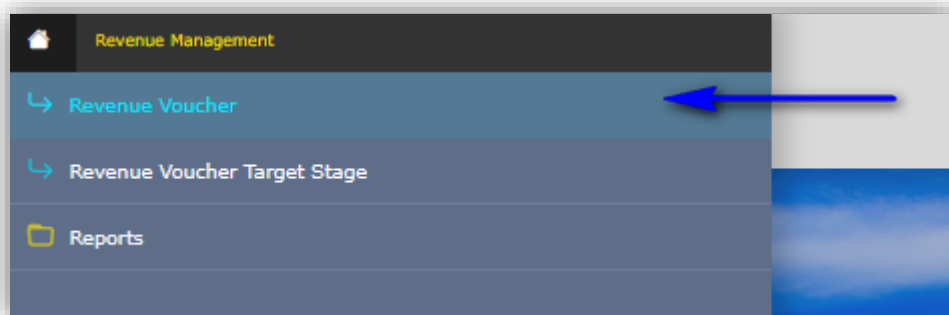 Revenue Management
Revenue Voucher
Revenue Voucher Target Stage
Reports